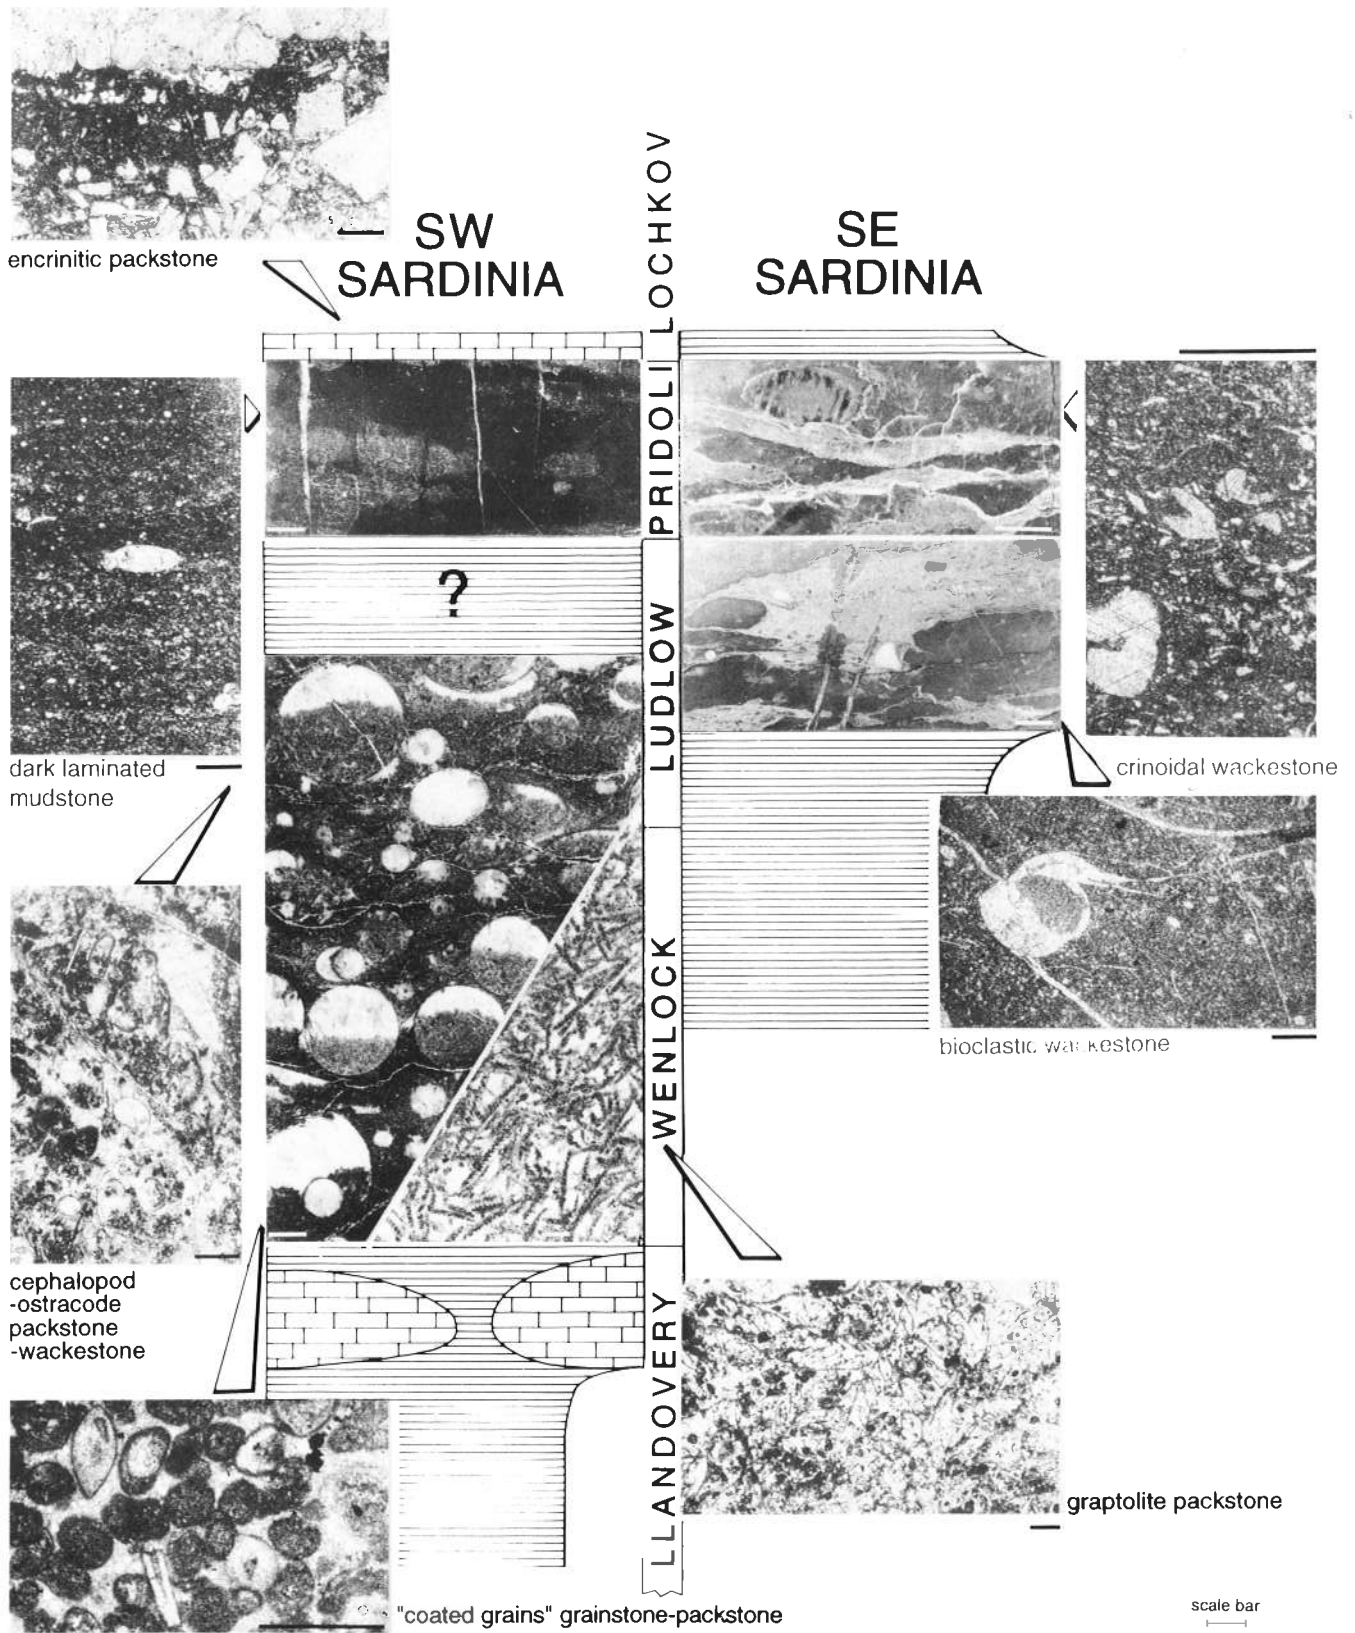 encrinitic packstone
SW
SARDINIA
SE
SARDINIA
LOCHKOV
PRIDOLI
LUDLOW
WENLOCK
LLANDOVERY
?
dark laminated
mudstone
crinoidal wackestone
bioclastic wackestone
cephalopod
-ostracode
packstone
-wackestone
graptolite packstone
"coated grains" grainstone-packstone
scale bar